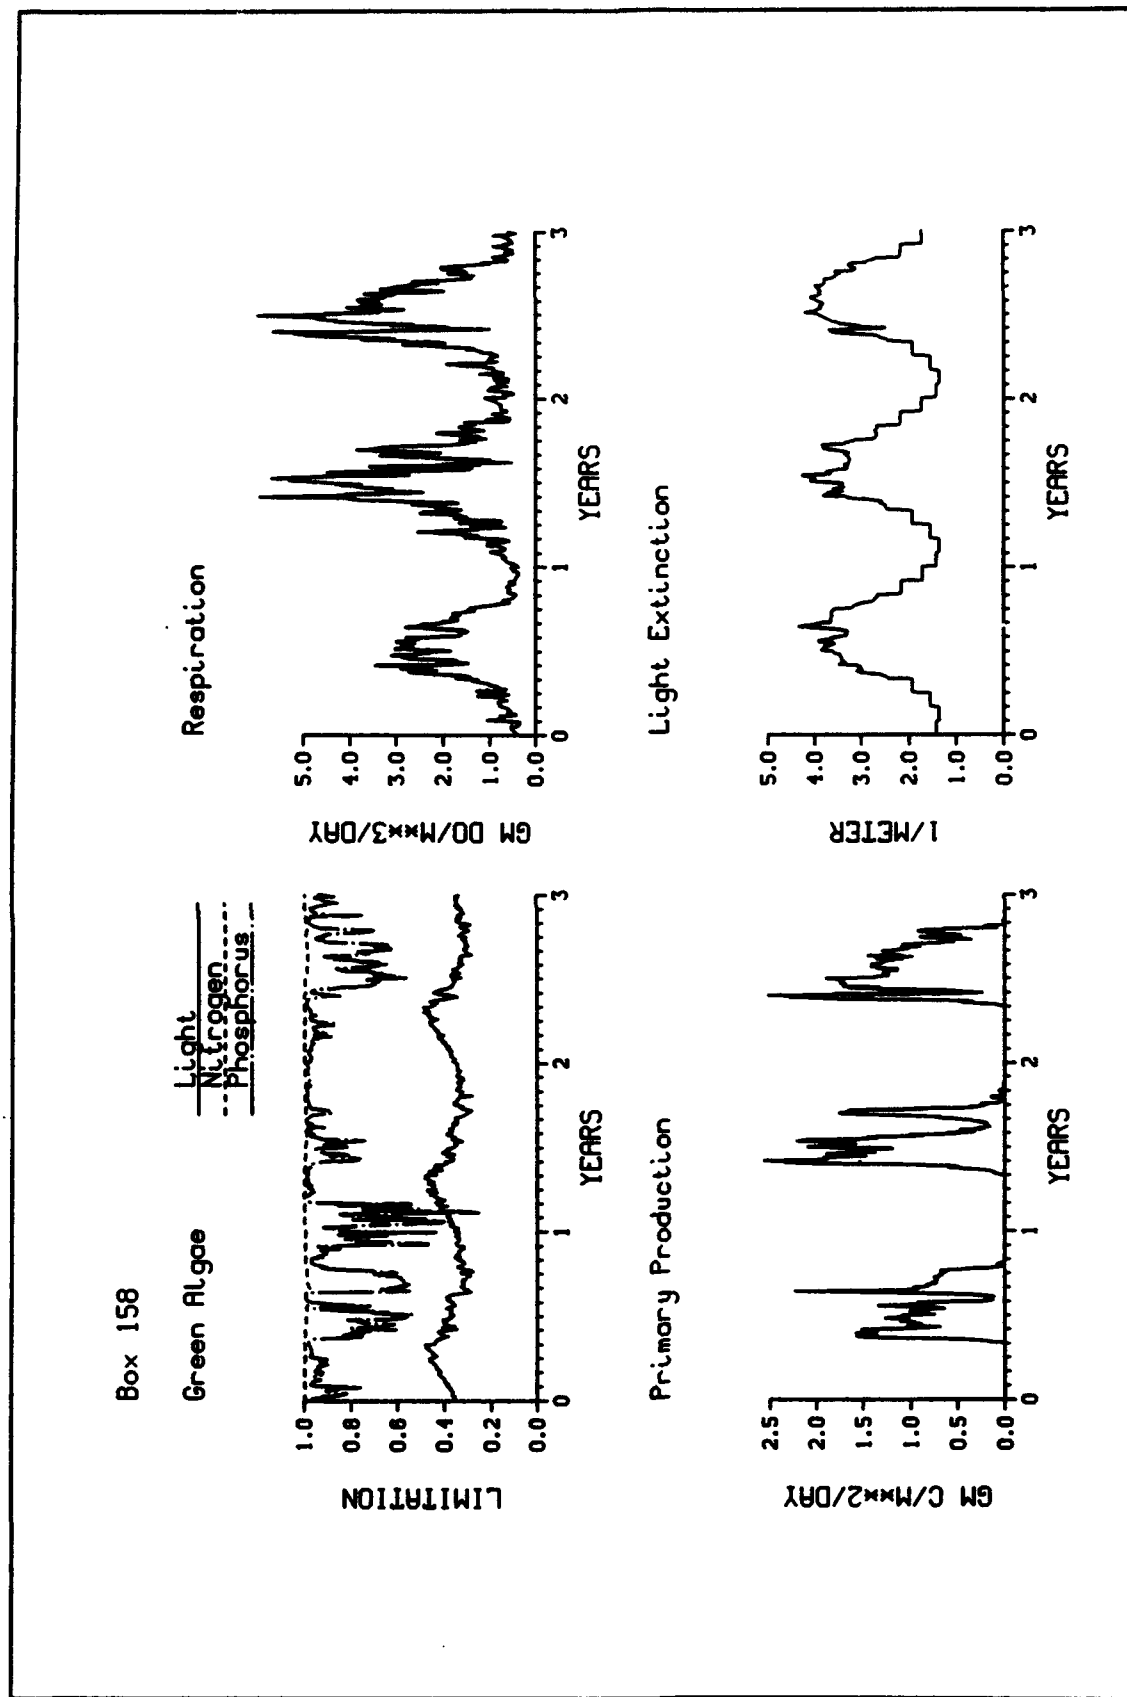 Box 158
Green Algae
Light
Nitrogen
Phosphorus
LIMITATION
1.0
0.8
0.6
0.4
0.2
0.0
0 1 2 3
YEARS
Respiration
GM DO/M**3/DAY
5.0
4.0
3.0
2.0
1.0
0.0
0 1 2 3
YEARS
Primary Production
GM C/M**2/DAY
2.5
2.0
1.5
1.0
0.5
0.0
0 1 2 3
YEARS
Light Extinction
1/METER
5.0
4.0
3.0
2.0
1.0
0.0
0 1 2 3
YEARS